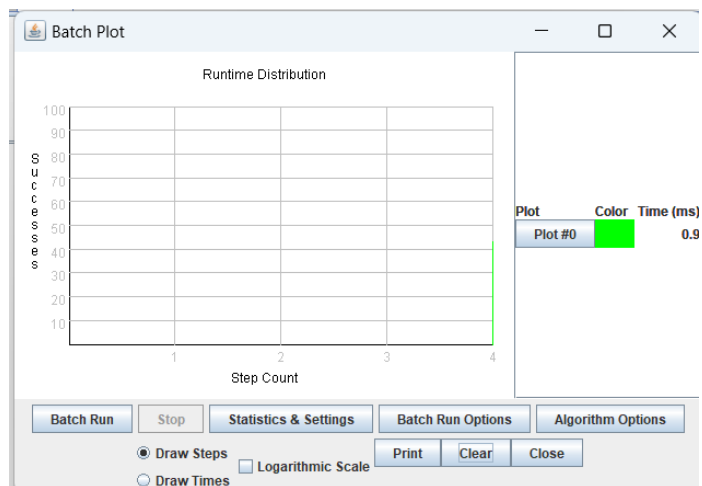 Batch Plot
Runtime Distribution
100
90
80
70
60
50
40
30
20
10
Successes
1 2 3 4
Step Count
Plot Color Time (ms)
Plot #0 0.9
Batch Run Stop Statistics & Settings Batch Run Options Algorithm Options
Draw Steps
Draw Times
Logarithmic Scale
Print Clear Close